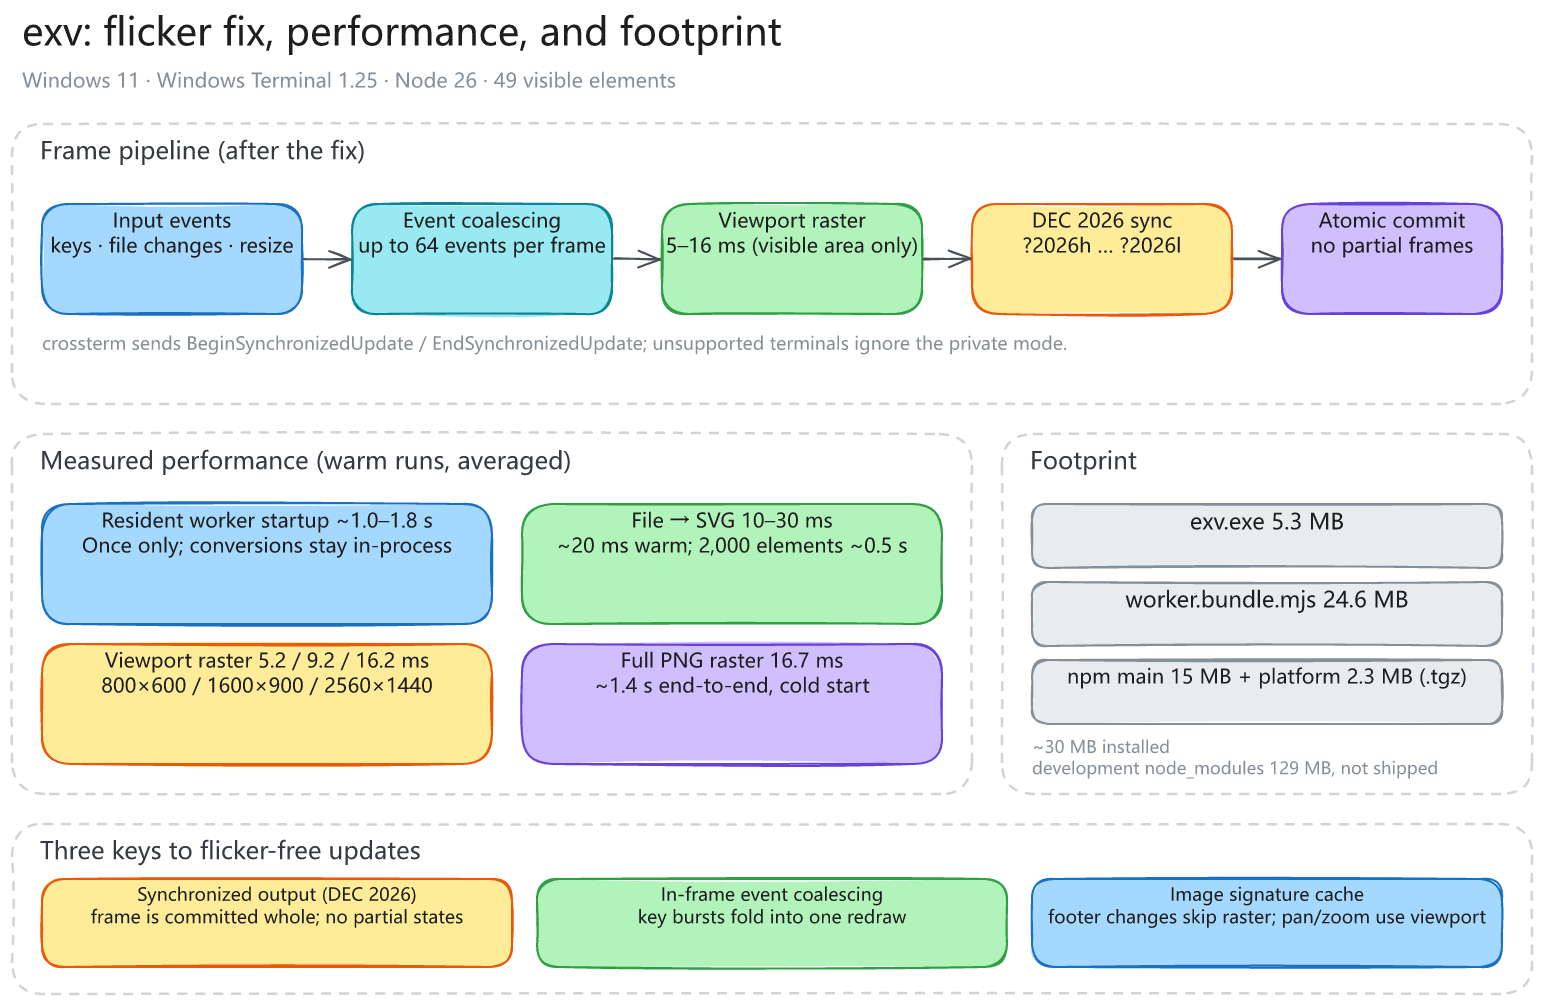 exv: flicker fix, performance, and footprint
Windows 11 · Windows Terminal 1.25 · Node 26 · 49 visible elements
Frame pipeline (after the fix)
Input events
keys · file changes · resize
Event coalescing
up to 64 events per frame
Viewport raster
5–16 ms (visible area only)
DEC 2026 sync
?2026h ... ?2026l
Atomic commit
no partial frames
crossterm sends BeginSynchronizedUpdate / EndSynchronizedUpdate; unsupported terminals ignore the private mode.
Measured performance (warm runs, averaged)
Resident worker startup ~1.0–1.8 s
Once only; conversions stay in-process
File → SVG 10–30 ms
~20 ms warm; 2,000 elements ~0.5 s
Viewport raster 5.2 / 9.2 / 16.2 ms
800×600 / 1600×900 / 2560×1440
Full PNG raster 16.7 ms
~1.4 s end-to-end, cold start
Footprint
exv.exe 5.3 MB
worker.bundle.mjs 24.6 MB
npm main 15 MB + platform 2.3 MB (.tgz)
~30 MB installed
development node_modules 129 MB, not shipped
Three keys to flicker-free updates
Synchronized output (DEC 2026)
frame is committed whole; no partial states
In-frame event coalescing
key bursts fold into one redraw
Image signature cache
footer changes skip raster; pan/zoom use viewport